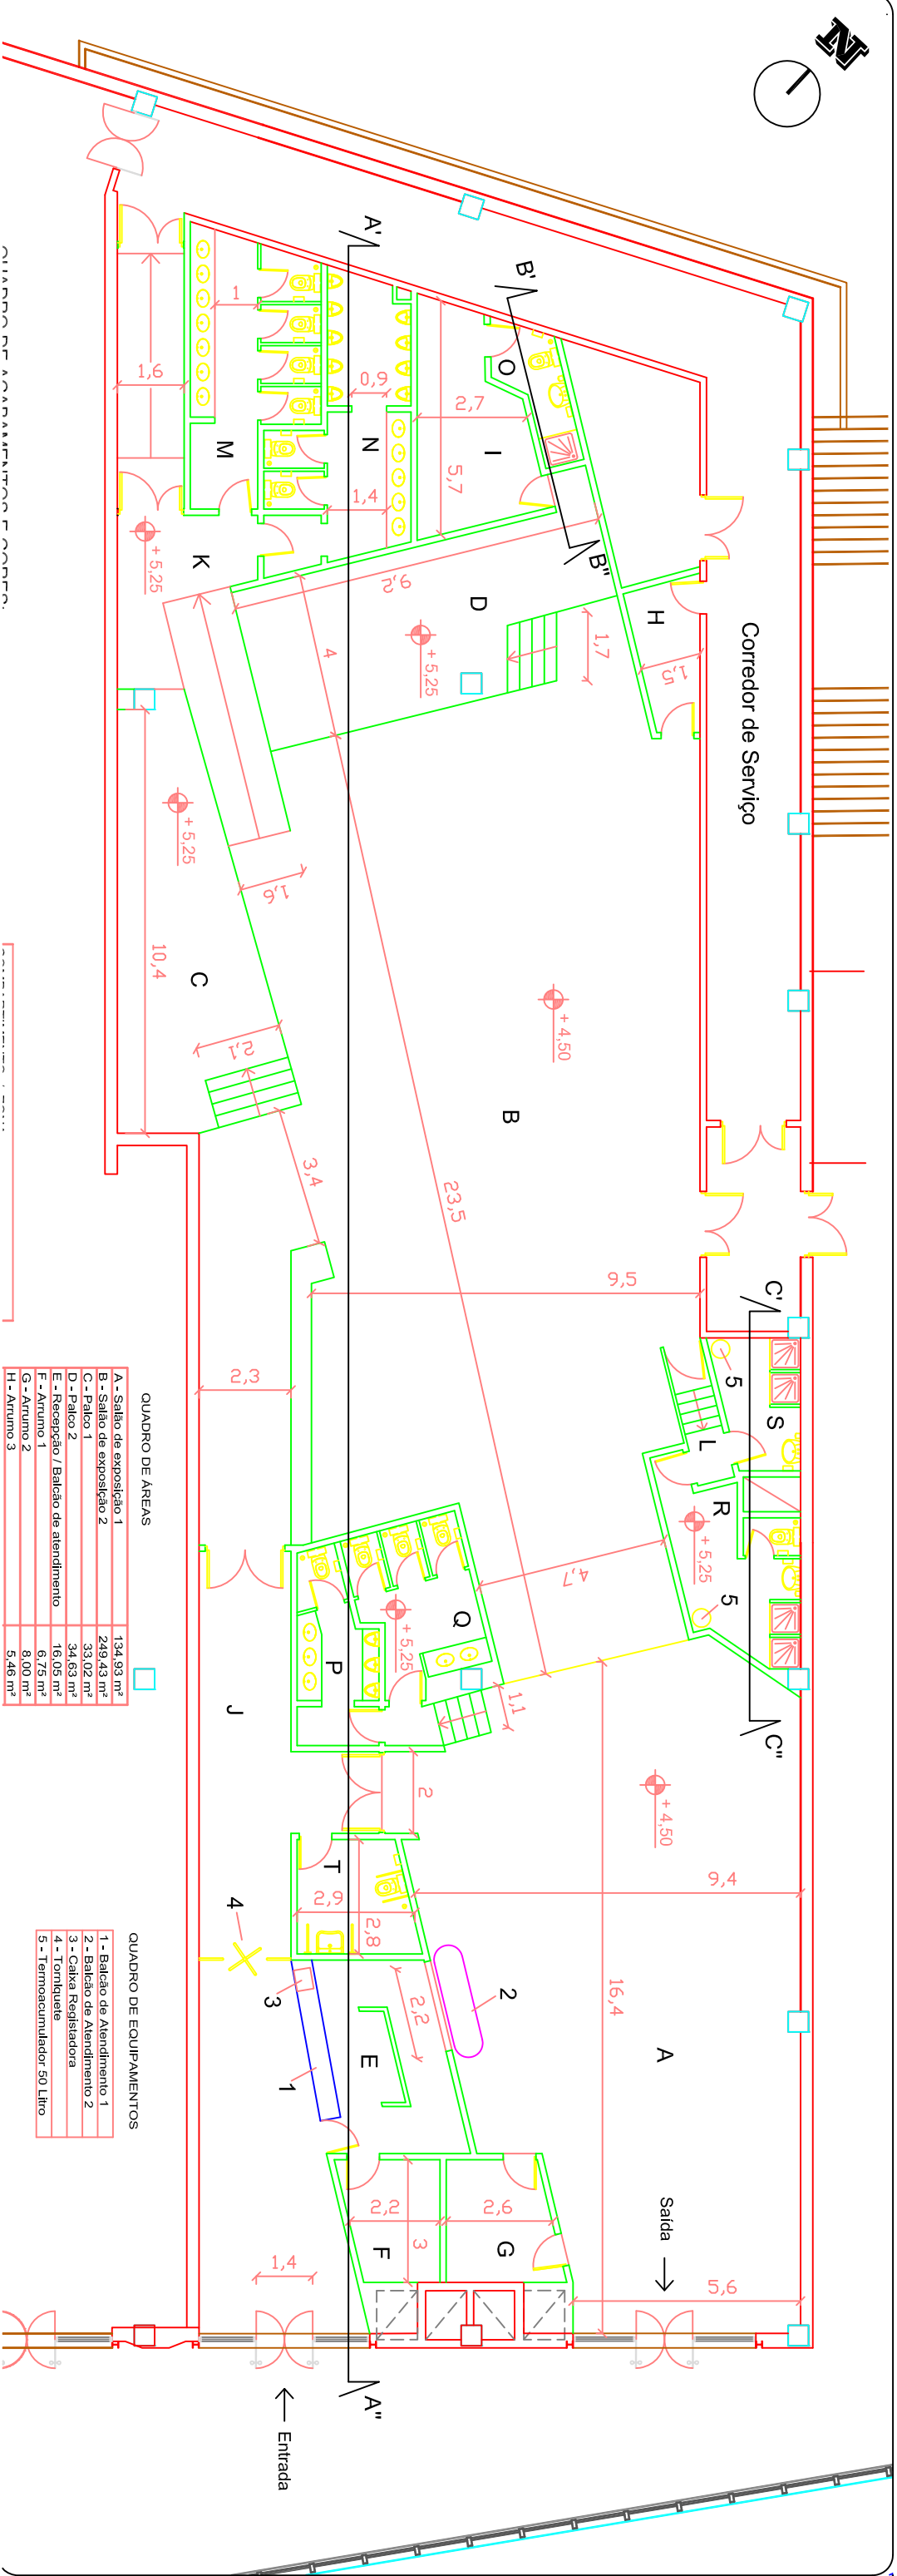 N
A'
B'
1
1,6
0,9
2,7
O
M
N
I
5,7
1,4
K
+ 5,25
9,2
B"
D
H
4
+ 5,25
1,7
1,5
Corredor de Serviço
+ 5,25
1,6
10,4
C
2,1
+ 4,50
B
3,4
23,5
9,5
C'
2,3
5
S
L
R
+ 5,25
4,7
5
Q
+ 5,25
P
J
1,1
C"
2
+ 4,50
T
2,9
2,8
9,4
4
16,4
3
2
2,2
1
E
A
2,2
2,6
3
F
G
Saída
1,4
5,6
A"
Entrada
QUADRO DE ÁREAS
A - Salão de exposição 1 134,93 m²
B - Salão de exposição 2 249,43 m²
C - Palco 1 33,02 m²
D - Palco 2 34,63 m²
E - Recepção / Balcão de atendimento 16,05 m²
F - Arrumo 1 6,75 m²
G - Arrumo 2 8,00 m²
H - Arrumo 3 5,46 m²
QUADRO DE EQUIPAMENTOS
1 - Balcão de Atendimento 1
2 - Balcão de Atendimento 2
3 - Caixa Registadora
4 - Torniquete
5 - Termoacumulador 50 Litro